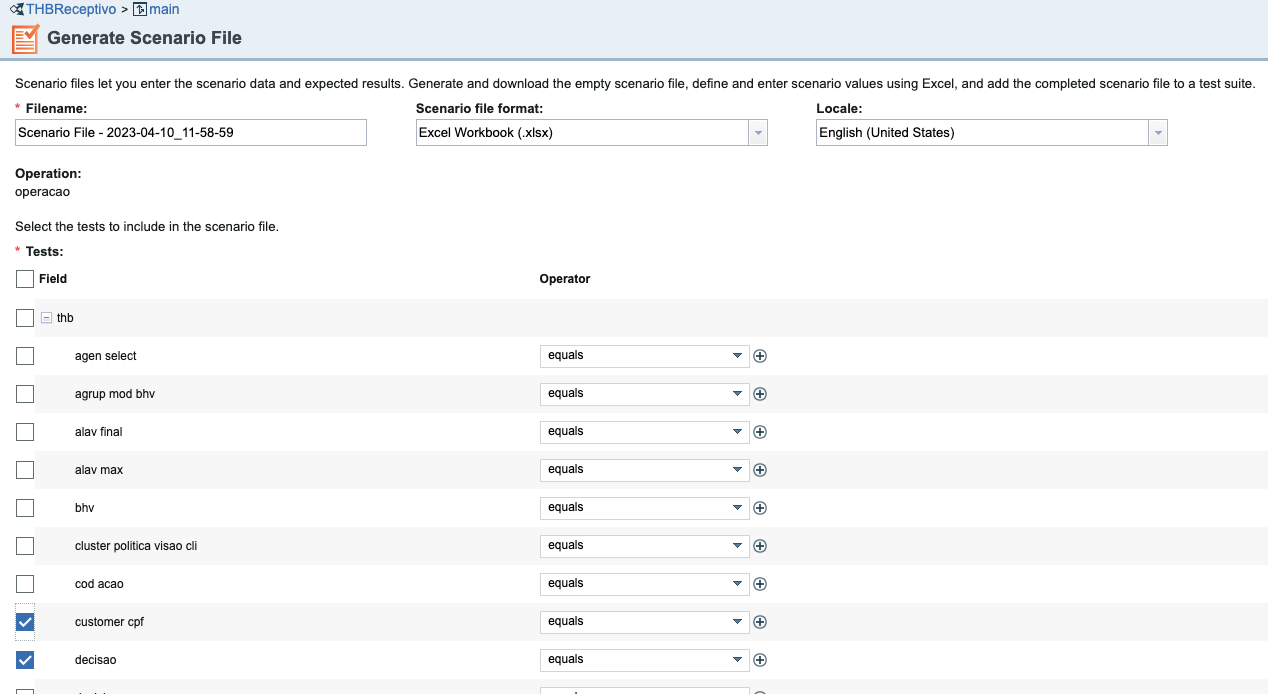 THBReceptivo > main
Generate Scenario File
Scenario files let you enter the scenario data and expected results. Generate and download the empty scenario file, define and enter scenario values using Excel, and add the completed scenario file to a test suite.
* Filename: Scenario file format: Locale:
Scenario File - 2023-04-10_11-58-59 Excel Workbook (.xlsx) English (United States)
Operation:
operacao
Select the tests to include in the scenario file.
* Tests:
Field Operator
thb
agen select equals
agrup mod bhv equals
alav final equals
alav max equals
bhv equals
cluster politica visao cli equals
cod acao equals
customer cpf equals
decisao equals